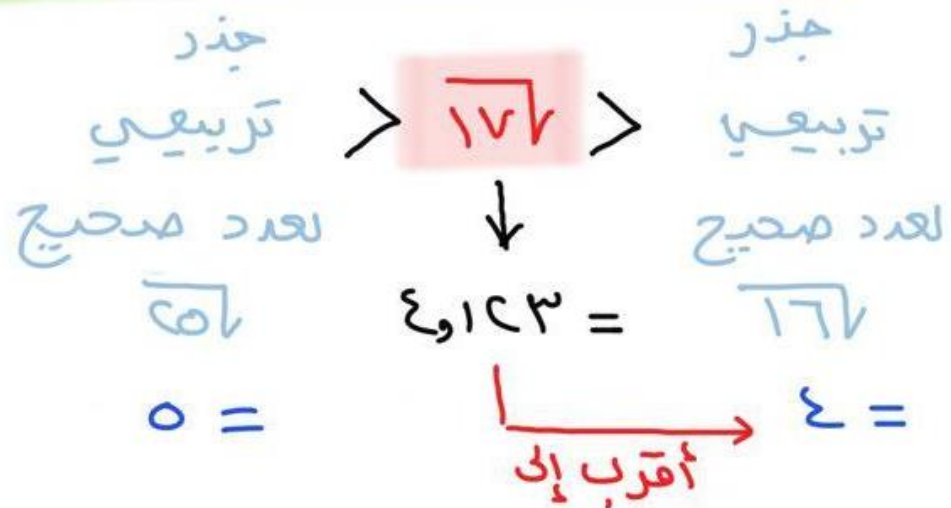 جذر
تربيعي
لعدد صحيح
√١٦
= ٤
>
√١٧
↓
= ٤,١٢٣
أقرب إلى
>
جذر
تربيعي
لعدد صحيح
√٢٥
= ٥